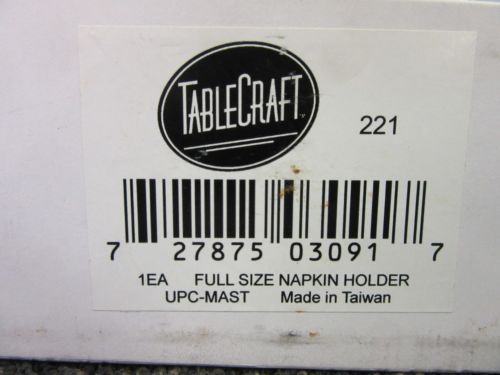 TABLECRAFT
221
7 27875 03091 7
1EA FULL SIZE NAPKIN HOLDER
UPC-MAST Made in Taiwan